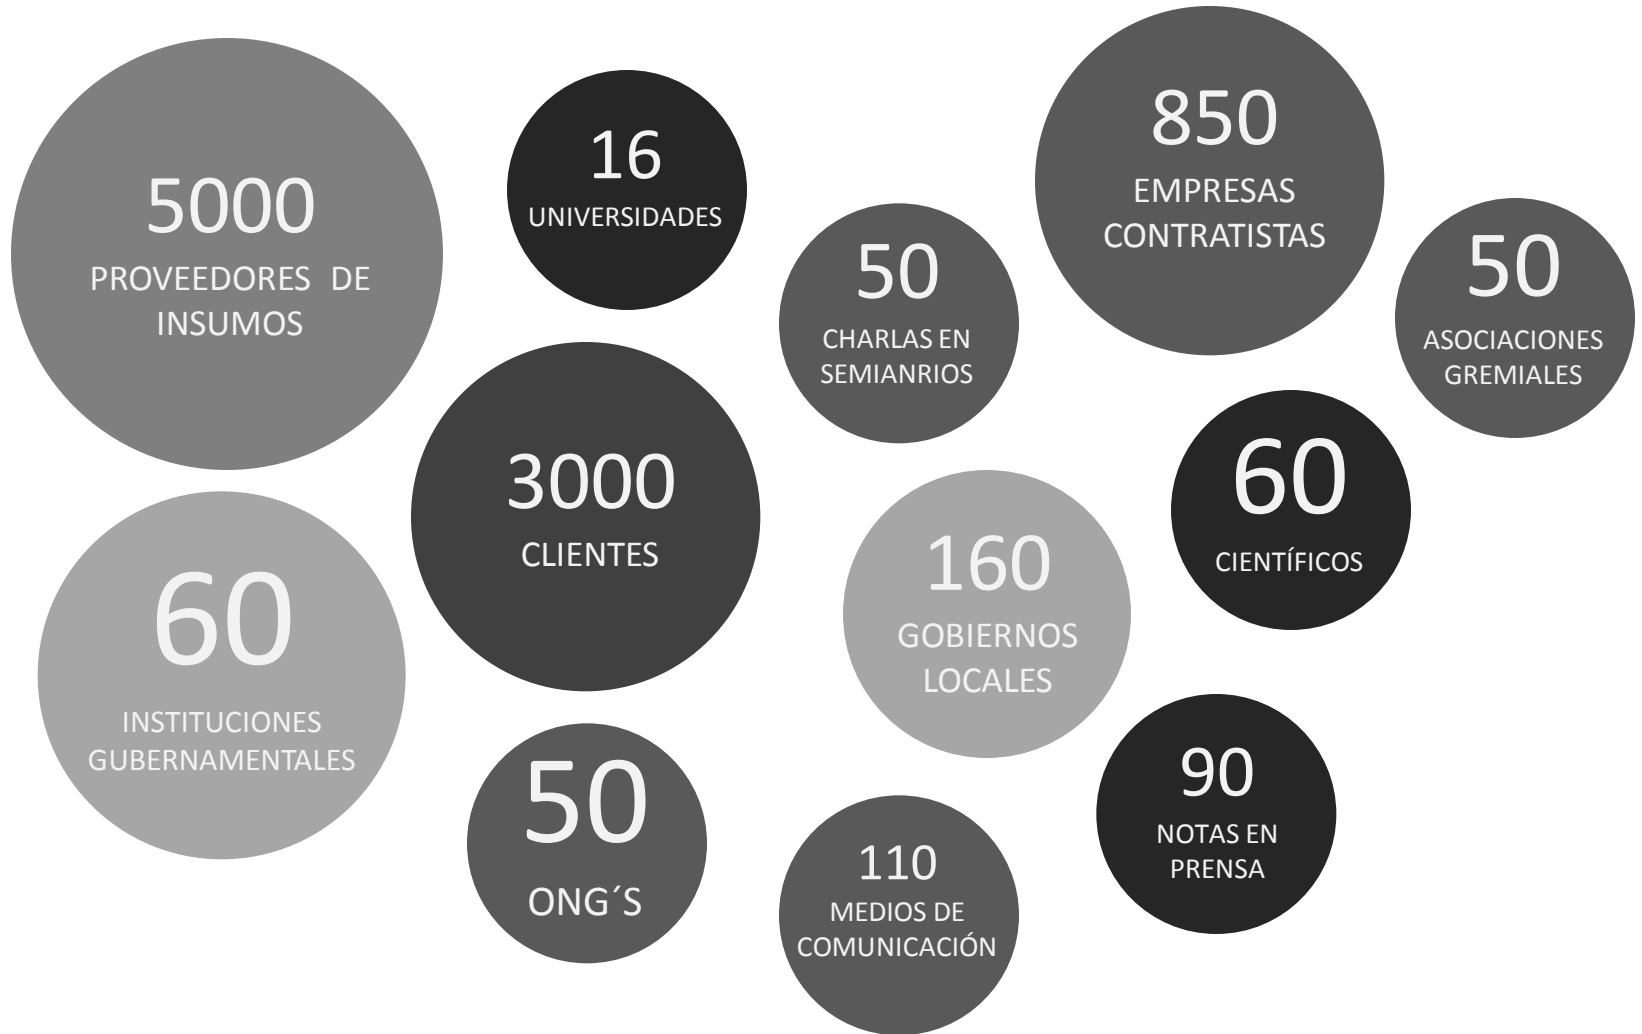 5000
PROVEEDORES DE
INSUMOS
16
UNIVERSIDADES
850
EMPRESAS
CONTRATISTAS
50
CHARLAS EN
SEMIANRIOS
50
ASOCIACIONES
GREMIALES
3000
CLIENTES
60
CIENTÍFICOS
60
INSTITUCIONES
GUBERNAMENTALES
160
GOBIERNOS
LOCALES
50
ONG´S
110
MEDIOS DE
COMUNICACIÓN
90
NOTAS EN
PRENSA